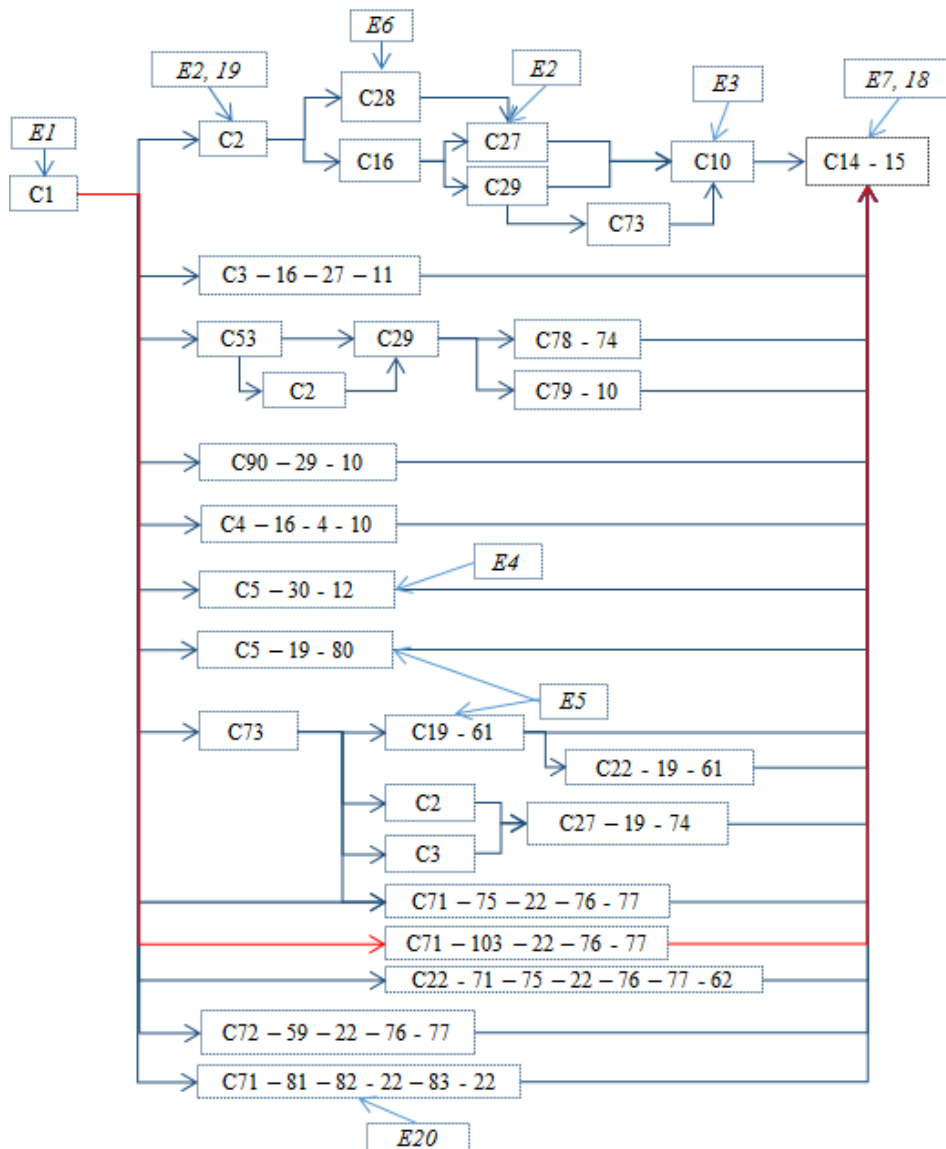 E6
E2, 19
E2
E3
E7, 18
E1
C28
C2
C27
C16
C10
C14 - 15
C29
C1
C73
C3 – 16 – 27 – 11
C53
C29
C78 - 74
C2
C79 - 10
C90 – 29 - 10
C4 – 16 - 4 - 10
E4
C5 – 30 - 12
C5 – 19 - 80
E5
C73
C19 - 61
C22 - 19 - 61
C2
C27 – 19 - 74
C3
C71 – 75 – 22 – 76 - 77
C71 – 103 – 22 – 76 - 77
C22 - 71 – 75 – 22 – 76 – 77 - 62
C72 – 59 – 22 – 76 - 77
C71 – 81 – 82 - 22 – 83 - 22
E20